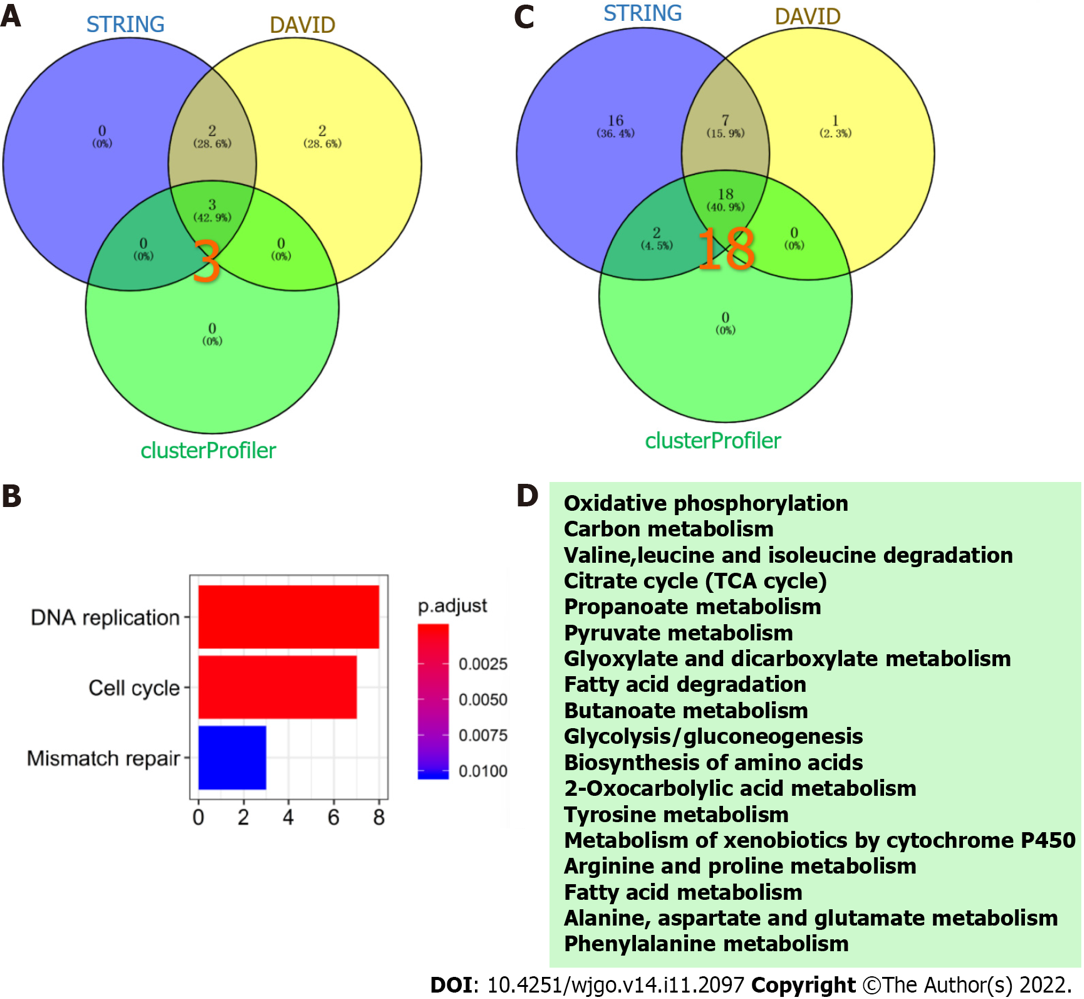 A
STRING
DAVID
0
(0%)
2
(28.6%)
2
(28.6%)
3
(42.9%)
0
(0%)
3
0
(0%)
0
(0%)
clusterProfiler
C
STRING
DAVID
16
(36.4%)
7
(15.9%)
1
(2.3%)
18
(40.9%)
2
(4.5%)
18
0
(0%)
0
(0%)
clusterProfiler
B
DNA replication
Cell cycle
Mismatch repair
0 2 4 6 8
p.adjust
0.0025
0.0050
0.0075
0.0100
D
Oxidative phosphorylation
Carbon metabolism
Valine,leucine and isoleucine degradation
Citrate cycle (TCA cycle)
Propanoate metabolism
Pyruvate metabolism
Glyoxylate and dicarboxylate metabolism
Fatty acid degradation
Butanoate metabolism
Glycolysis/gluconeogenesis
Biosynthesis of amino acids
2-Oxocarbolylic acid metabolism
Tyrosine metabolism
Metabolism of xenobiotics by cytochrome P450
Arginine and proline metabolism
Fatty acid metabolism
Alanine, aspartate and glutamate metabolism
Phenylalanine metabolism
DOI: 10.4251/wjgo.v14.i11.2097 Copyright ©The Author(s) 2022.